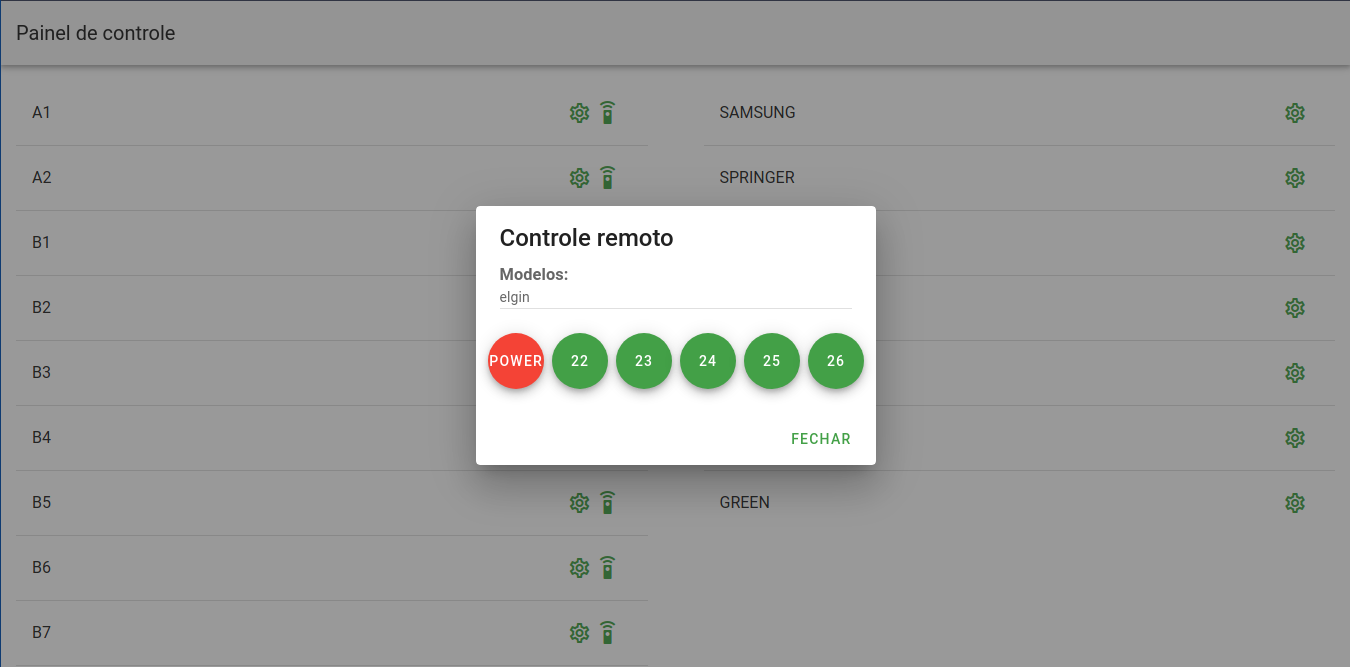 Painel de controle
A1
A2
B1
B2
B3
B4
B5
B6
B7
SAMSUNG
SPRINGER
GREEN
Controle remoto
Modelos:
elgin
POWER 22 23 24 25 26
FECHAR